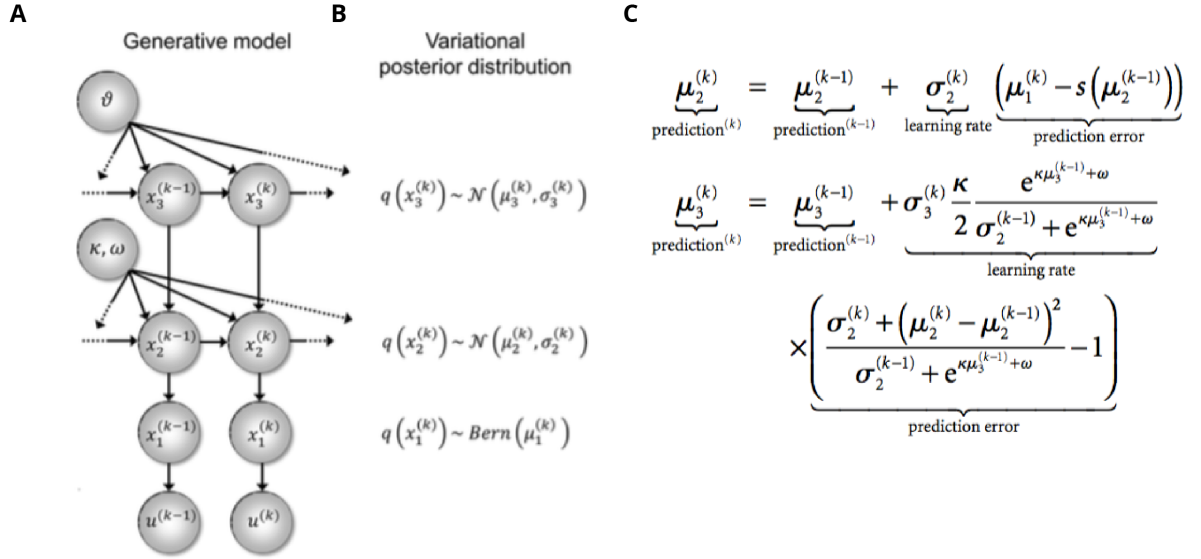 A
B
C
Generative model
Variational
posterior distribution
ϑ
x₃^(k−1)
x₃^(k)
κ, ω
x₂^(k−1)
x₂^(k)
x₁^(k−1)
x₁^(k)
u^(k−1)
u^(k)
q(x₃^(k)) ~ N(μ₃^(k), σ₃^(k))
q(x₂^(k)) ~ N(μ₂^(k), σ₂^(k))
q(x₁^(k)) ~ Bern(μ₁^(k))
μ₂^(k) = μ₂^(k−1) + σ₂^(k) (μ₁^(k) − s(μ₂^(k−1)))
prediction^(k) prediction^(k−1) learning rate prediction error
μ₃^(k) = μ₃^(k−1) + σ₃^(k) κ/2 e^(κμ₃^(k−1)+ω) / (σ₂^(k−1) + e^(κμ₃^(k−1)+ω))
prediction^(k) prediction^(k−1) learning rate
×((σ₂^(k) + (μ₂^(k) − μ₂^(k−1))²) / (σ₂^(k−1) + e^(κμ₃^(k−1)+ω)) − 1)
prediction error